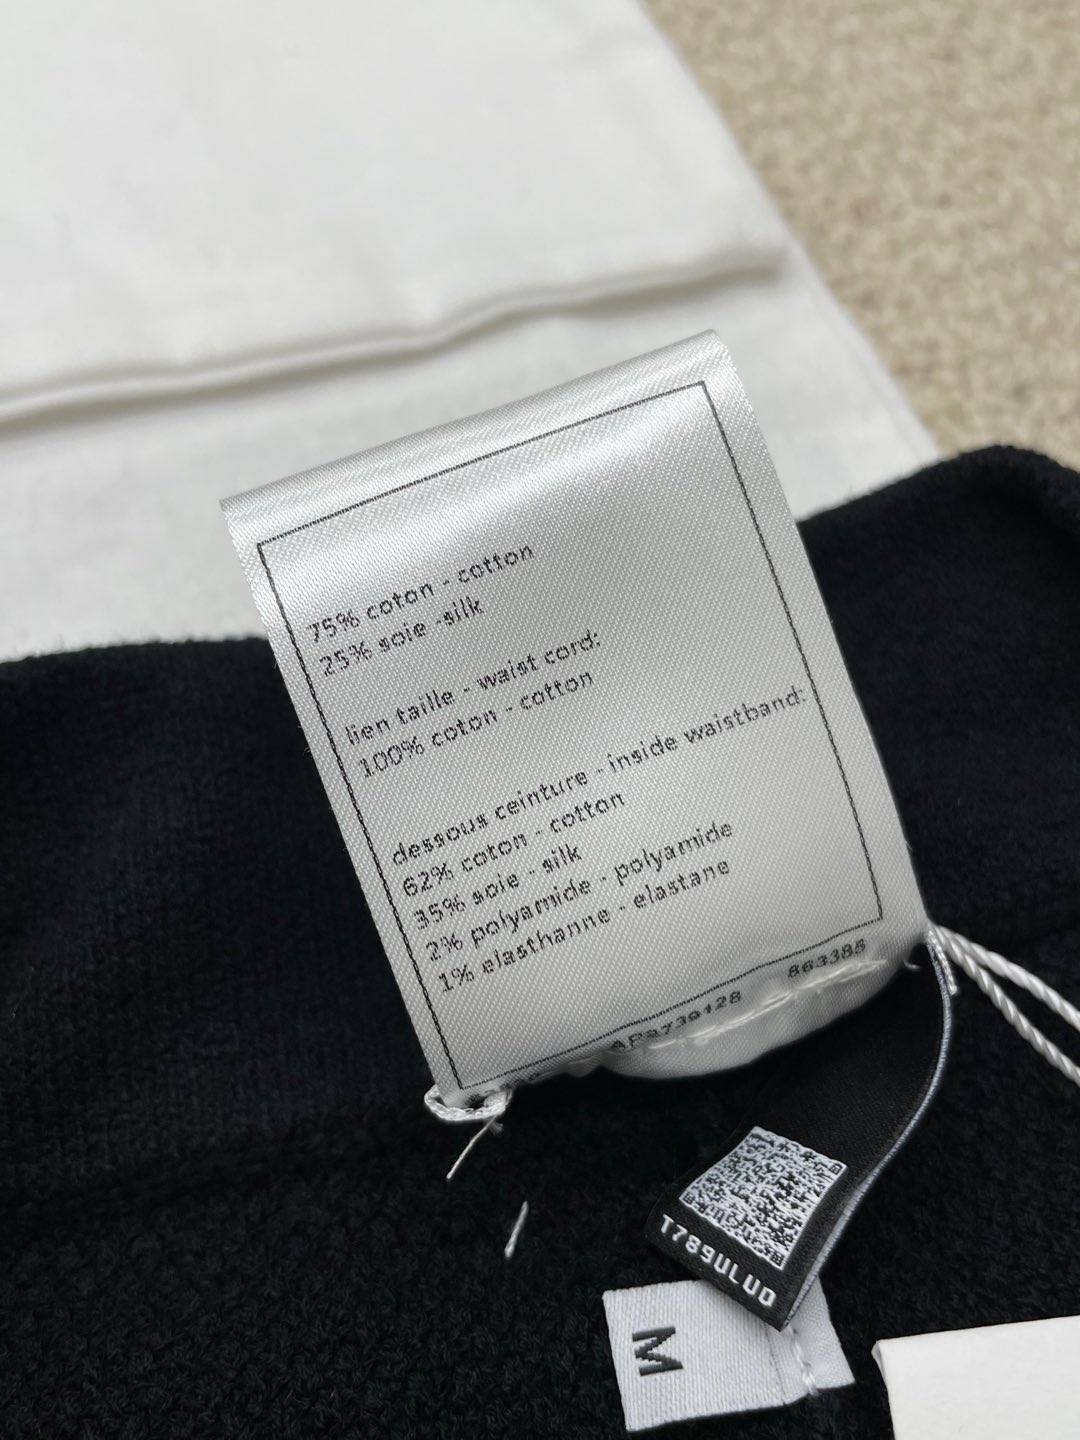 75% coton - cotton
25% soie -silk
lien taille - waist cord:
100% coton - cotton
dessous ceinture - inside waistband:
62% coton - cotton
35% soie - silk
2% polyamide - polyamide
1% elasthanne - elastane
863385
T789ULUD
M